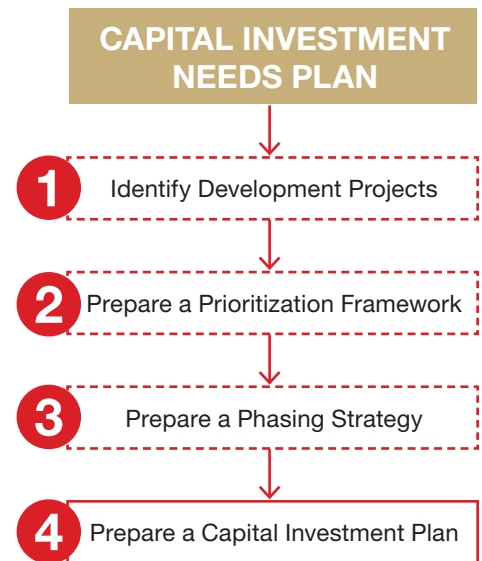 CAPITAL INVESTMENT
NEEDS PLAN
1 Identify Development Projects
2 Prepare a Prioritization Framework
3 Prepare a Phasing Strategy
4 Prepare a Capital Investment Plan